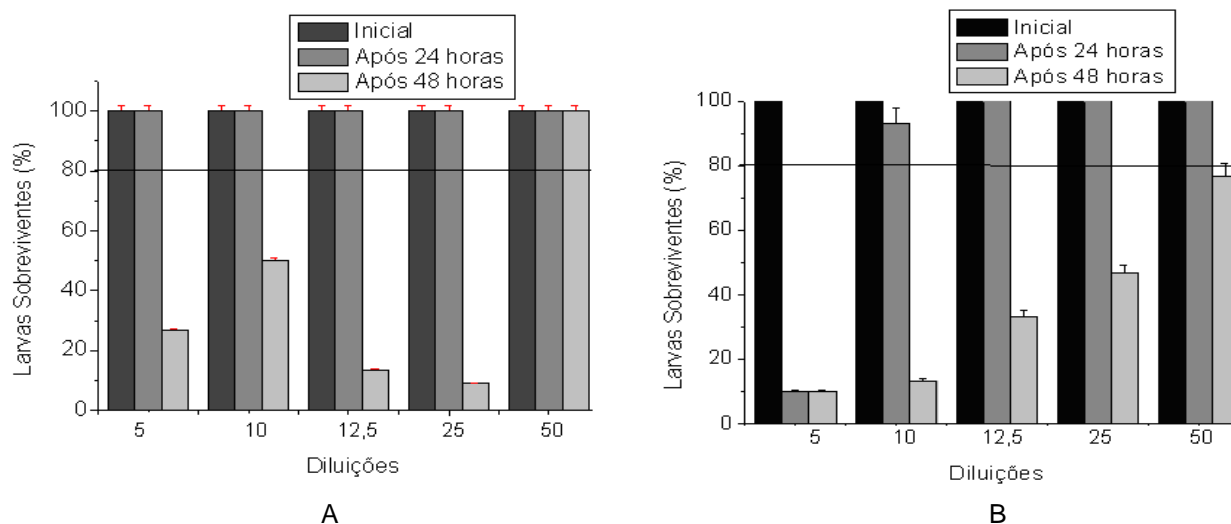 Inicial
Após 24 horas
Após 48 horas
Larvas Sobreviventes (%)
100
80
60
40
20
0
5 10 12,5 25 50
Diluições
A
Inicial
Após 24 horas
Após 48 horas
Larvas Sobreviventes (%)
100
80
60
40
20
0
5 10 12,5 25 50
Diluições
B